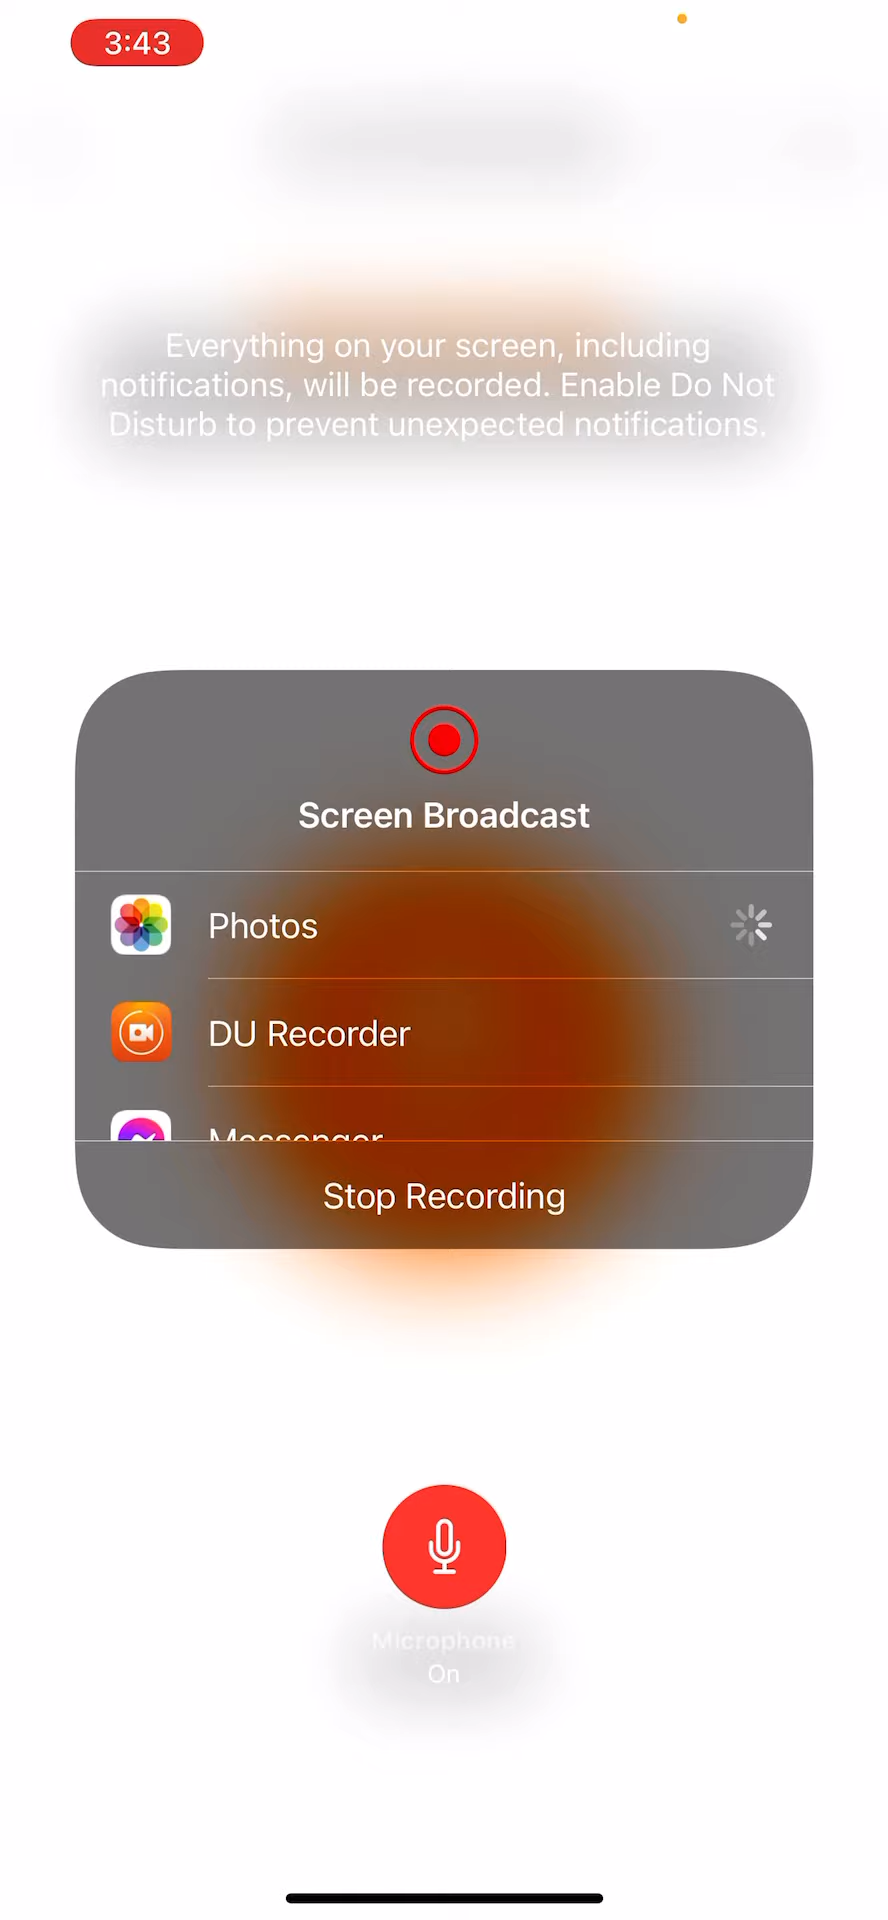 3:43
Everything on your screen, including
notifications, will be recorded. Enable Do Not
Disturb to prevent unexpected notifications.
Screen Broadcast
Photos
DU Recorder
Messenger
Stop Recording
Microphone
On